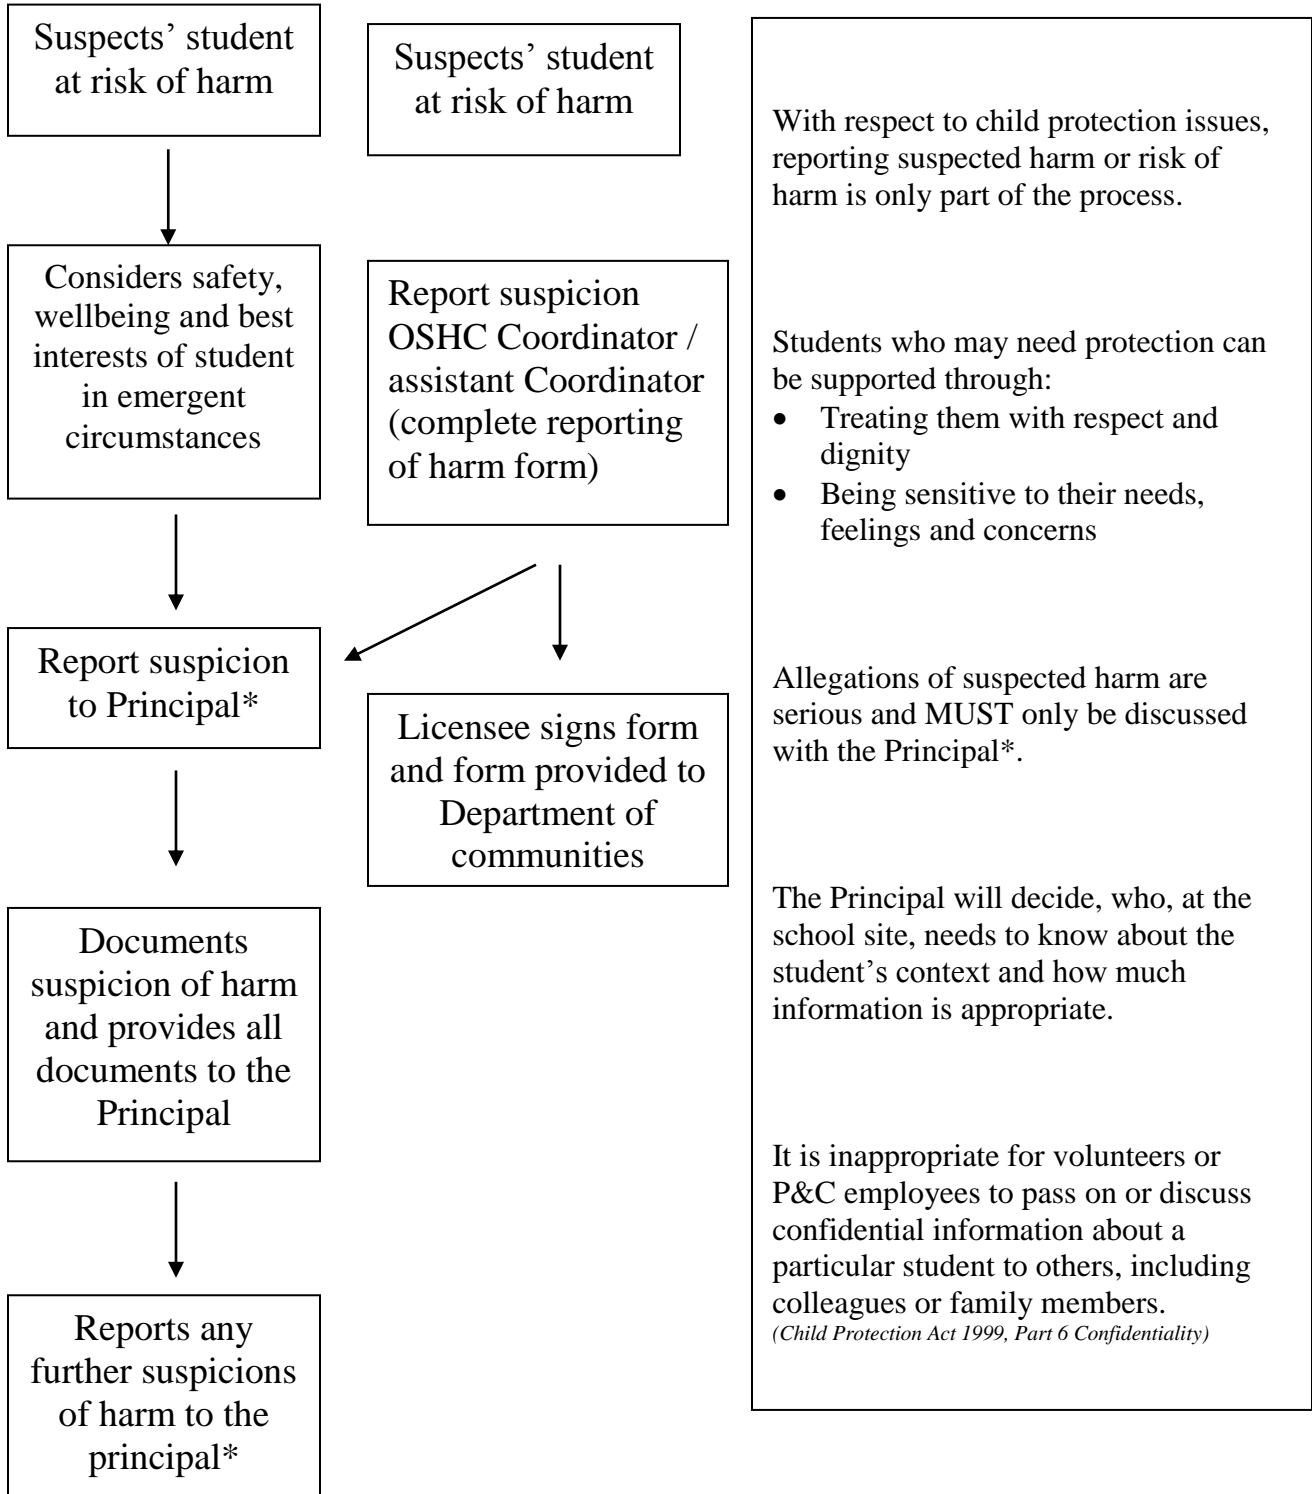 Suspects’ student
at risk of harm
Considers safety,
wellbeing and best
interests of student
in emergent
circumstances
Report suspicion
to Principal*
Documents
suspicion of harm
and provides all
documents to the
Principal
Reports any
further suspicions
of harm to the
principal*
Suspects’ student
at risk of harm
Report suspicion
OSHC Coordinator /
assistant Coordinator
(complete reporting
of harm form)
Licensee signs form
and form provided to
Department of
communities
With respect to child protection issues,
reporting suspected harm or risk of
harm is only part of the process.
Students who may need protection can
be supported through:
• Treating them with respect and
dignity
• Being sensitive to their needs,
feelings and concerns
Allegations of suspected harm are
serious and MUST only be discussed
with the Principal*.
The Principal will decide, who, at the
school site, needs to know about the
student’s context and how much
information is appropriate.
It is inappropriate for volunteers or
P&C employees to pass on or discuss
confidential information about a
particular student to others, including
colleagues or family members.
(Child Protection Act 1999, Part 6 Confidentiality)